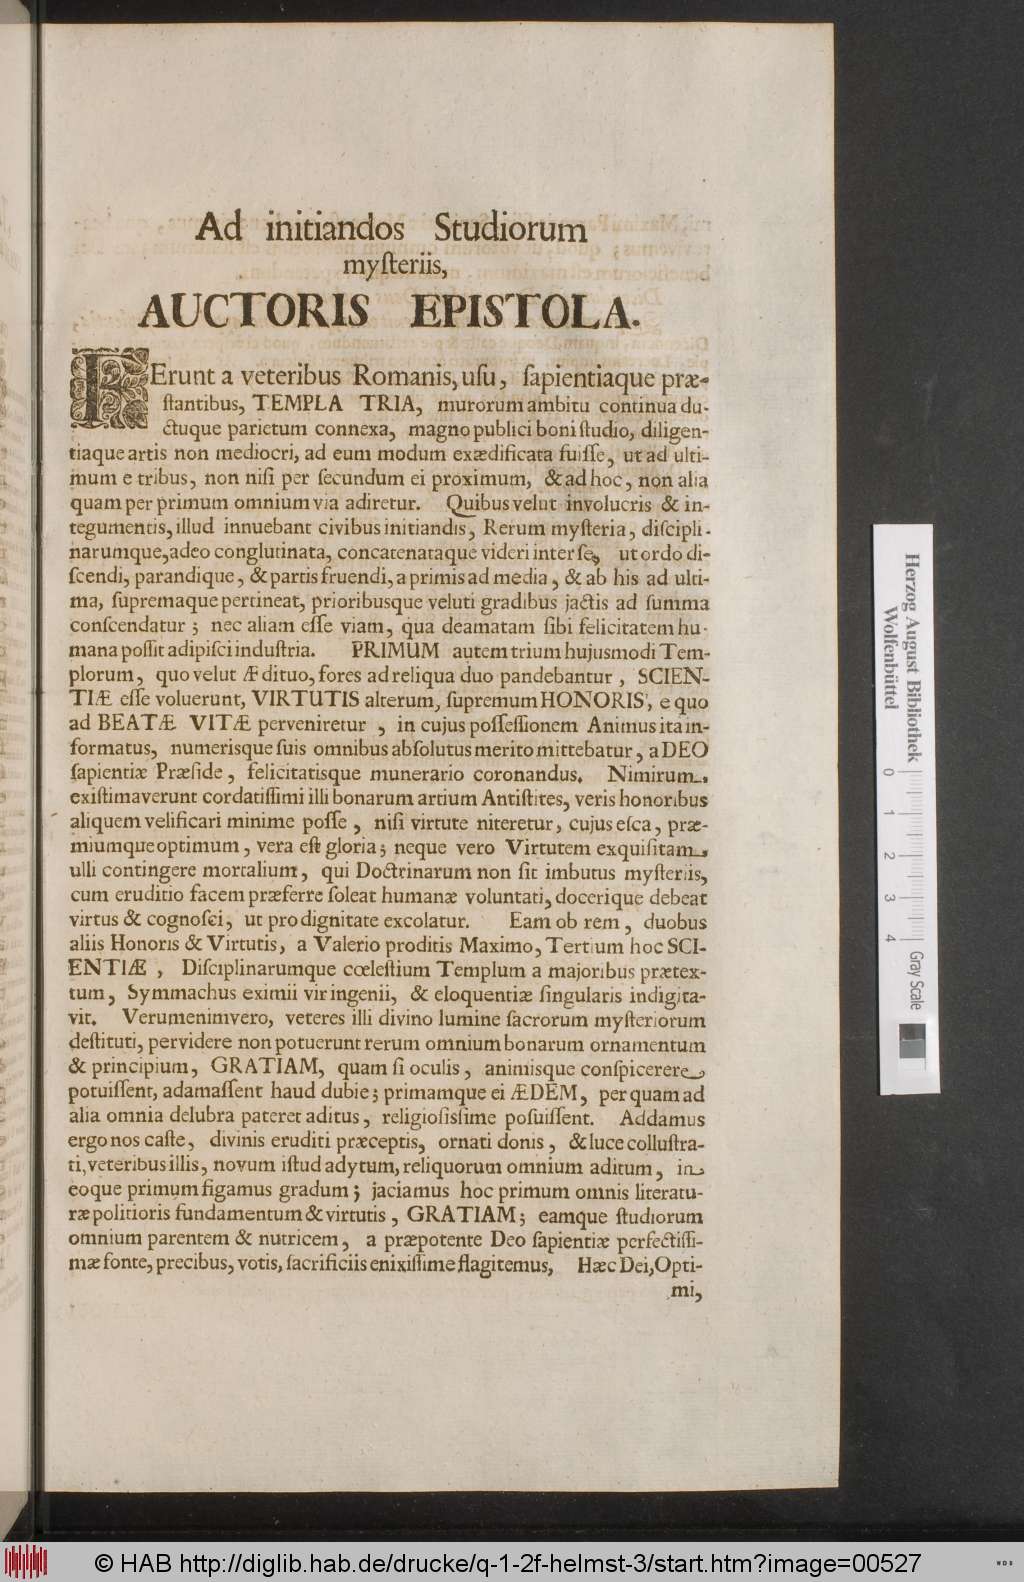 Ad initiandos Studiorum
myſteriis,
AUCTORIS EPISTOLA.
FErunt a veteribus Romanis, uſu, ſapientiaque præ-
ſtantibus, TEMPLA TRIA, murorum ambitu continua du-
ctuque parietum connexa, magno publici boni ſtudio, diligen-
tiaque artis non mediocri, ad eum modum exædificata fuiſſe, ut ad ulti-
mum e tribus, non niſi per ſecundum ei proximum, & ad hoc, non alia
quam per primum omnium via adiretur. Quibus velut involucris & in-
tegumentis, illud innuebant civibus initiandis, Rerum myſteria, diſcipli-
narumque, adeo conglutinata, concatenataque videri inter ſe, ut ordo di-
ſcendi, parandique, & partis fruendi, a primis ad media, & ab his ad ulti-
ma, ſupremaque pertineat, prioribusque veluti gradibus jactis ad ſumma
conſcendatur; nec aliam eſſe viam, qua deamatam ſibi felicitatem hu-
mana poſſit adipiſci induſtria. PRIMUM autem trium hujusmodi Tem-
plorum, quo velut Ædituo, fores ad reliqua duo pandebantur, SCIEN-
TIÆ eſſe voluerunt, VIRTUTIS alterum, ſupremum HONORIS, e quo
ad BEATÆ VITÆ perveniretur, in cujus poſſeſſionem Animus ita in-
formatus, numerisque ſuis omnibus abſolutus merito mittebatur, a DEO
ſapientiæ Præſide, felicitatisque munerario coronandus. Nimirum,
exiſtimaverunt cordatiſſimi illi bonarum artium Antiſtites, veris honoribus
aliquem veliſicari minime poſſe, niſi virtute niteretur, cujus eſca, præ-
miumque optimum, vera eſt gloria; neque vero Virtutem exquiſitam,
ulli contingere mortalium, qui Doctrinarum non ſit imbutus myſteriis,
cum eruditio facem præferre ſoleat humanæ voluntati, docerique debeat
virtus & cognoſci, ut pro dignitate excolatur. Eam ob rem, duobus
aliis Honoris & Virtutis, a Valerio proditis Maximo, Tertium hoc SCI-
ENTIÆ, Diſciplinarumque cœleſtium Templum a majoribus prætex-
tum, Symmachus eximii vir ingenii, & eloquentiæ ſingularis indigita-
vit. Verumenimvero, veteres illi divino lumine ſacrorum myſteriorum
deſtituti, pervidere non potuerunt rerum omnium bonarum ornamentum
& principium, GRATIAM, quam ſi oculis, animisque conſpicerere
potuiſſent, adamaſſent haud dubie; primamque ei ÆDEM, per quam ad
alia omnia delubra pateret aditus, religioſiſſime poſuiſſent. Addamus
ergo nos caſte, divinis eruditi præceptis, ornati donis, & luce colluſtra-
ti, veteribus illis, novum iſtud adytum, reliquorum omnium aditum, in
eoque primum figamus gradum; jaciamus hoc primum omnis literatu-
ræ politioris fundamentum & virtutis, GRATIAM; eamque ſtudiorum
omnium parentem & nutricem, a præpotente Deo ſapientiæ perfectiſſi-
mæ fonte, precibus, votis, ſacrificiis enixiſſime flagitemus, Hæc Dei, Opti-
mi,
Herzog August Bibliothek
Wolfenbüttel
0 1 2 3 4
Gray Scale
© HAB http://diglib.hab.de/drucke/q-1-2f-helmst-3/start.htm?image=00527
WDB